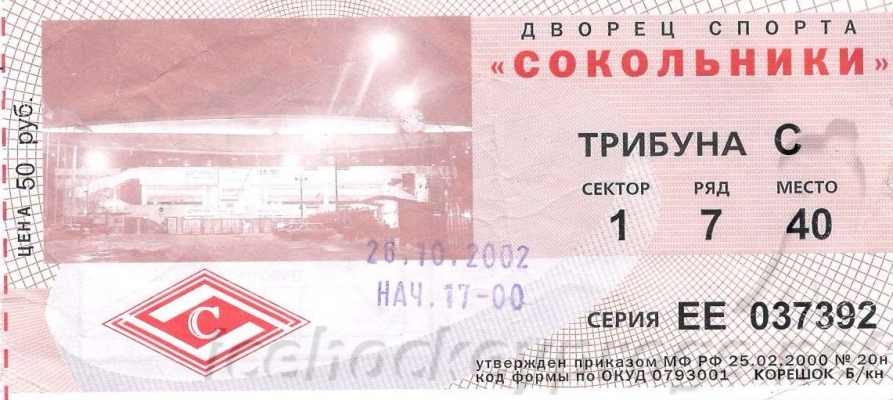 ДВОРЕЦ СПОРТА
«СОКОЛЬНИКИ»
ТРИБУНА С
СЕКТОР РЯД МЕСТО
1 7 40
ЦЕНА 50 руб.
26.10.2002
НАЧ. 17-00
С
СЕРИЯ ЕЕ 037392
утвержден приказом МФ РФ 25.02.2000 № 20н
код формы по ОКУД 0793001 КОРЕШОК Б/кн